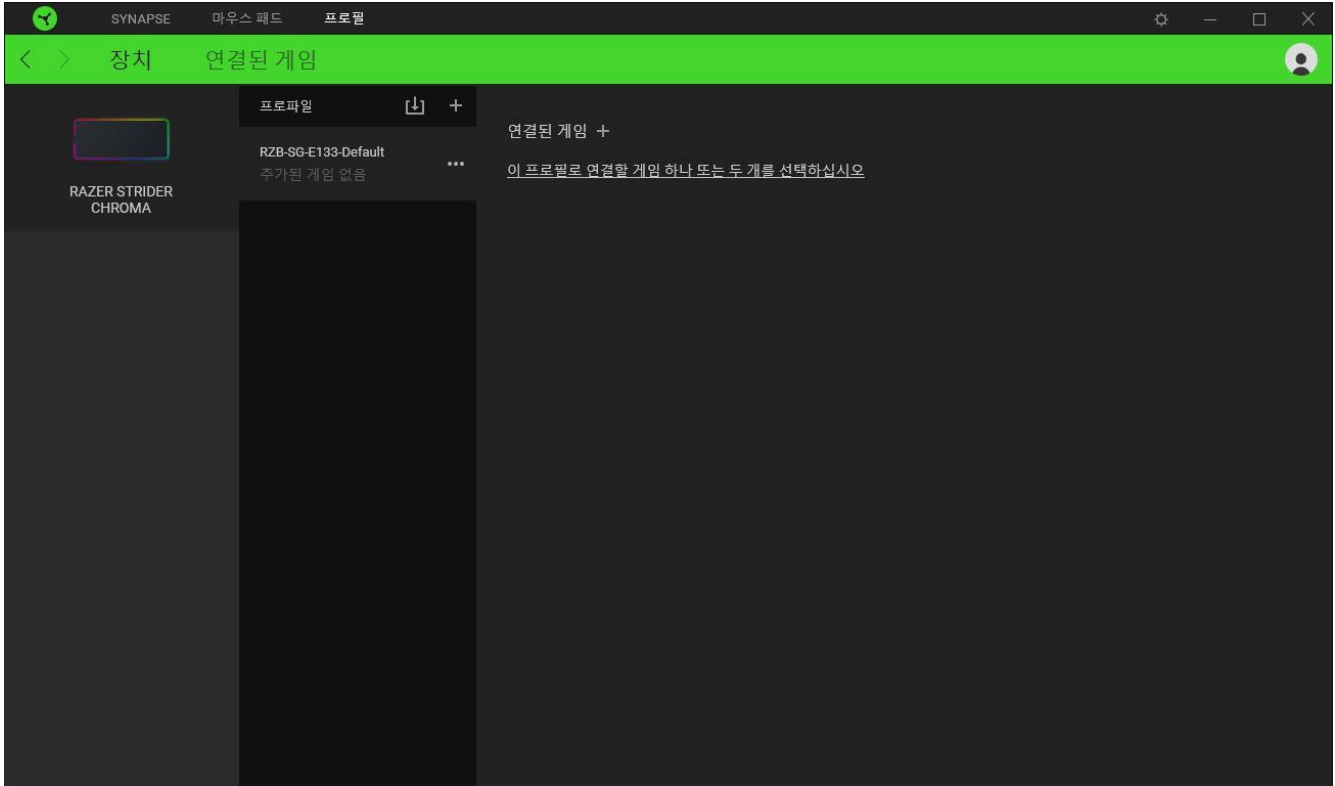 SYNAPSE 마우스 패드 프로필
장치 연결된 게임
RAZER STRIDER
CHROMA
프로파일
RZB-SG-E133-Default
추가된 게임 없음
연결된 게임
이 프로필로 연결할 게임 하나 또는 두 개를 선택하십시오